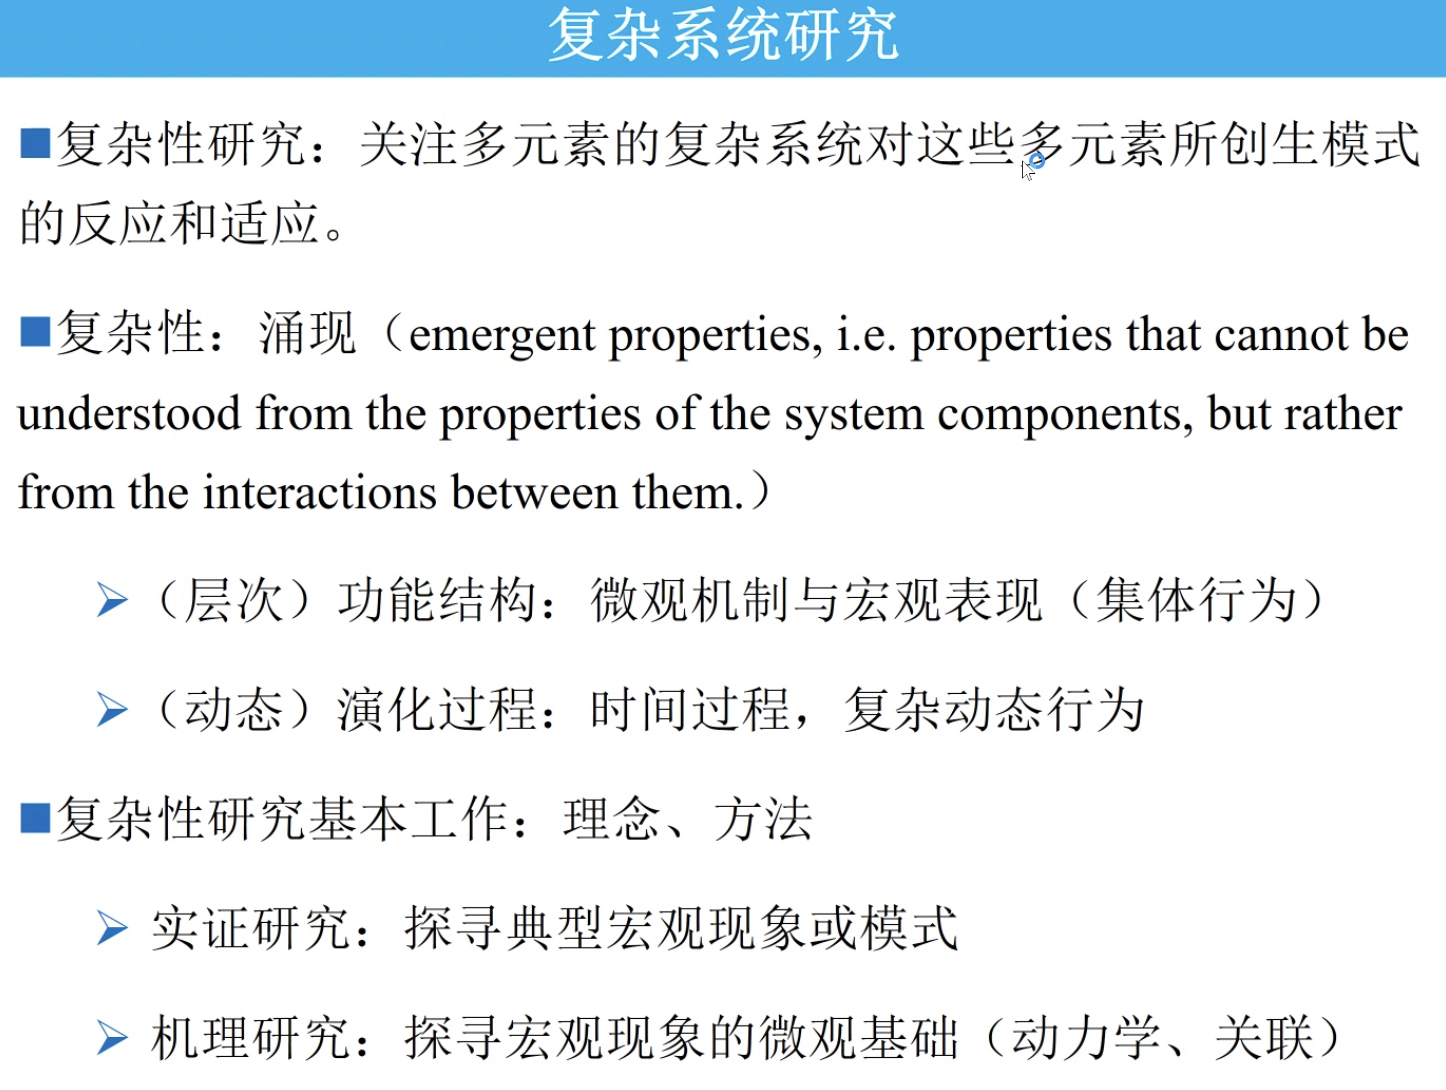 复杂系统研究
■复杂性研究：关注多元素的复杂系统对这些多元素所创生模式
的反应和适应。
■复杂性：涌现（emergent properties, i.e. properties that cannot be
understood from the properties of the system components, but rather
from the interactions between them.）
➢（层次）功能结构：微观机制与宏观表现（集体行为）
➢（动态）演化过程：时间过程，复杂动态行为
■复杂性研究基本工作：理念、方法
➢ 实证研究：探寻典型宏观现象或模式
➢ 机理研究：探寻宏观现象的微观基础（动力学、关联）